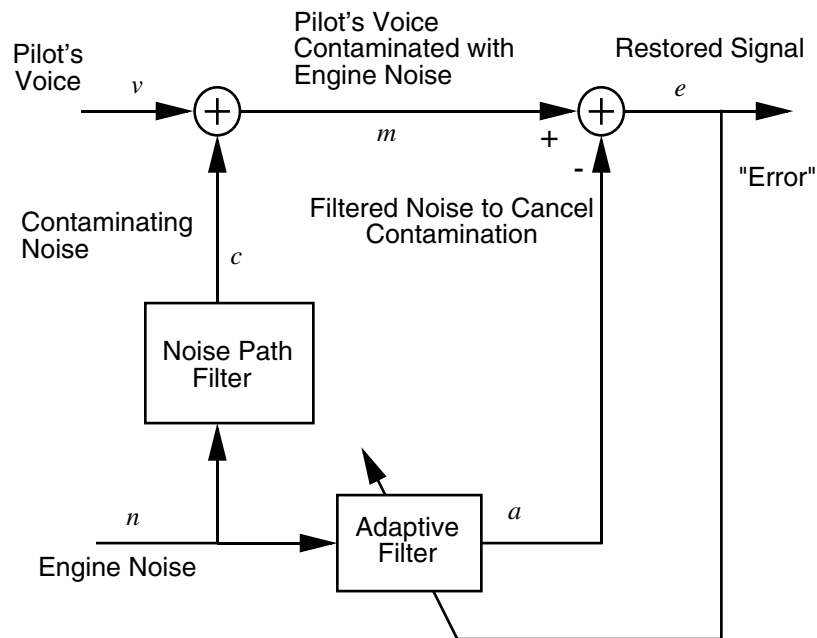 Pilot's
Voice
v
Pilot's Voice
Contaminated with
Engine Noise
Restored Signal
e
+
+
m
+
-
"Error"
Contaminating
Noise
c
Filtered Noise to Cancel
Contamination
Noise Path
Filter
n
Engine Noise
Adaptive
Filter
a